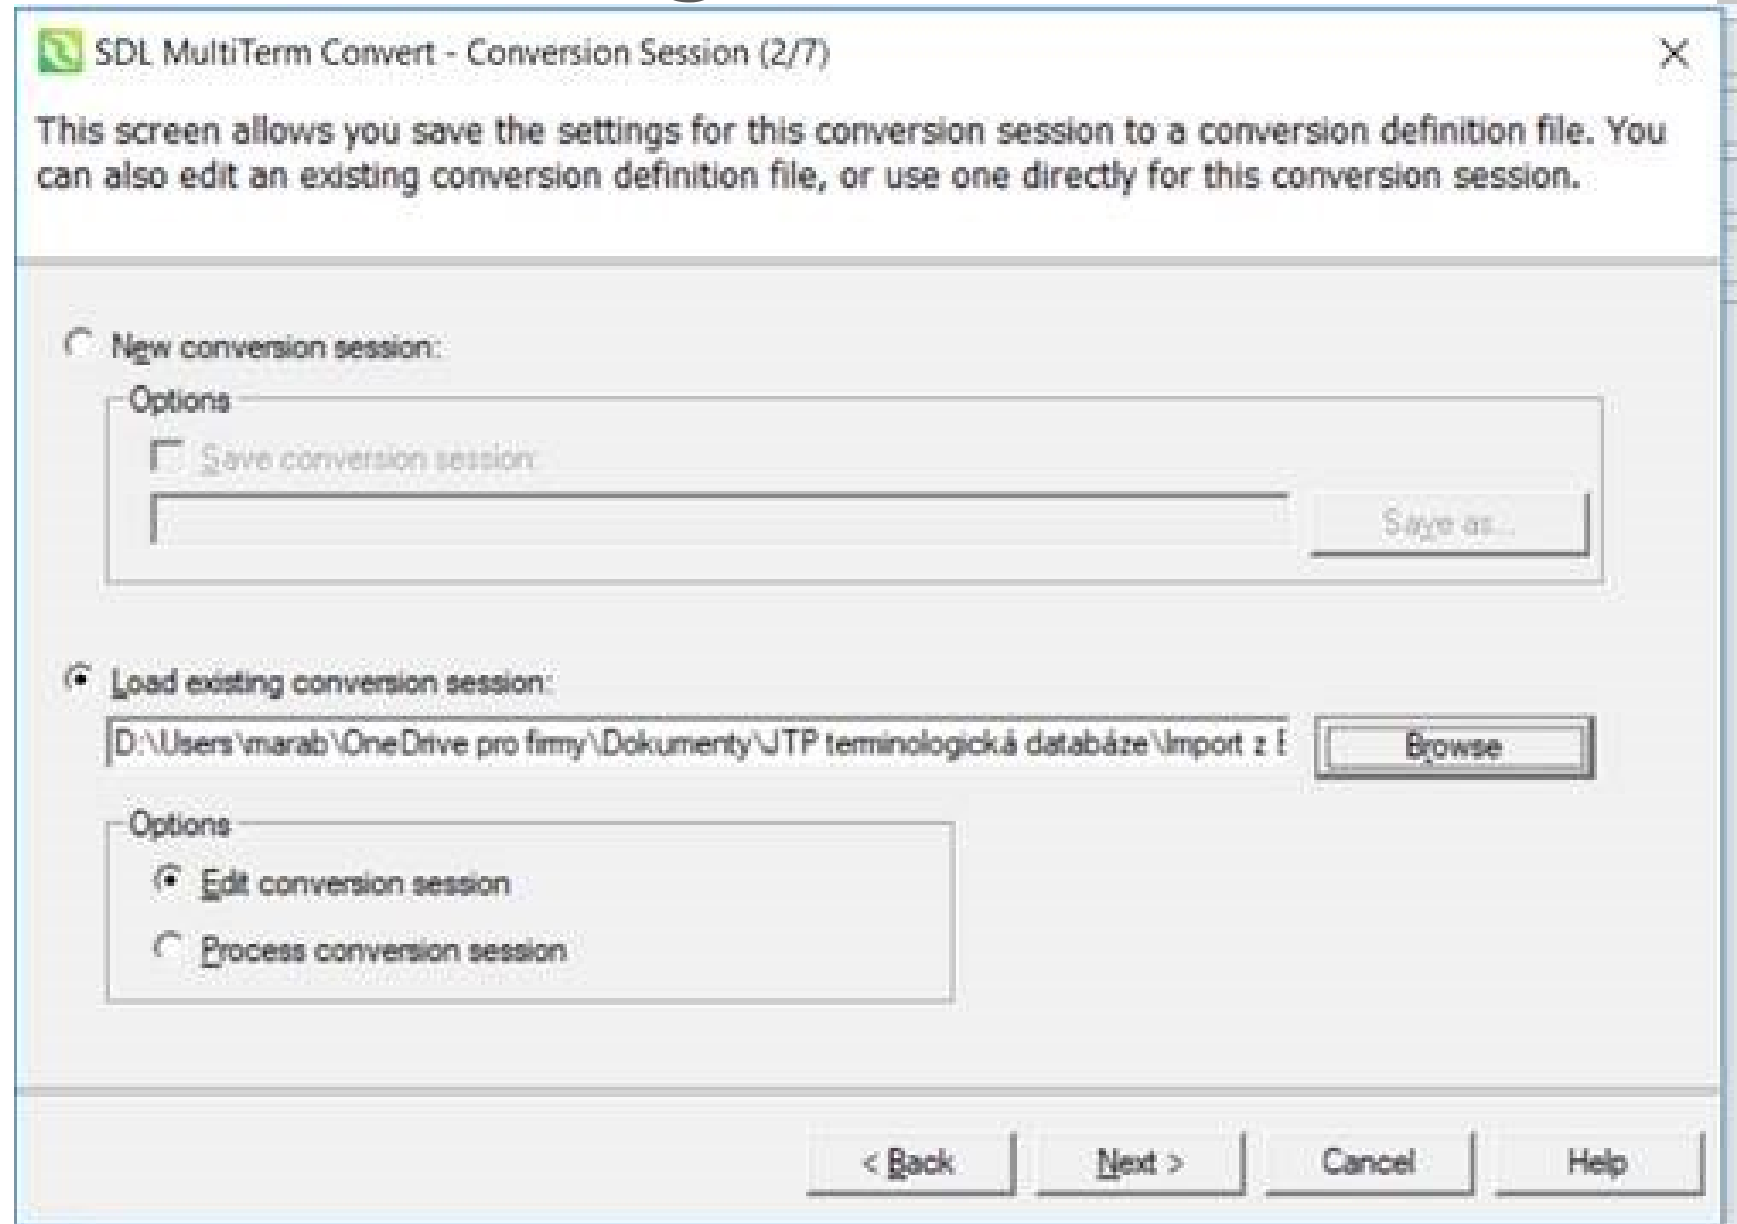 SDL MultiTerm Convert - Conversion Session (2/7)
This screen allows you save the settings for this conversion session to a conversion definition file. You
can also edit an existing conversion definition file, or use one directly for this conversion session.
New conversion session:
Options
Save conversion session:
Save as...
Load existing conversion session:
D:\Users\marab\OneDrive pro firmy\Dokumenty\JTP terminologická databáze\Import z
Browse
Options
Edit conversion session
Process conversion session
< Back
Next >
Cancel
Help